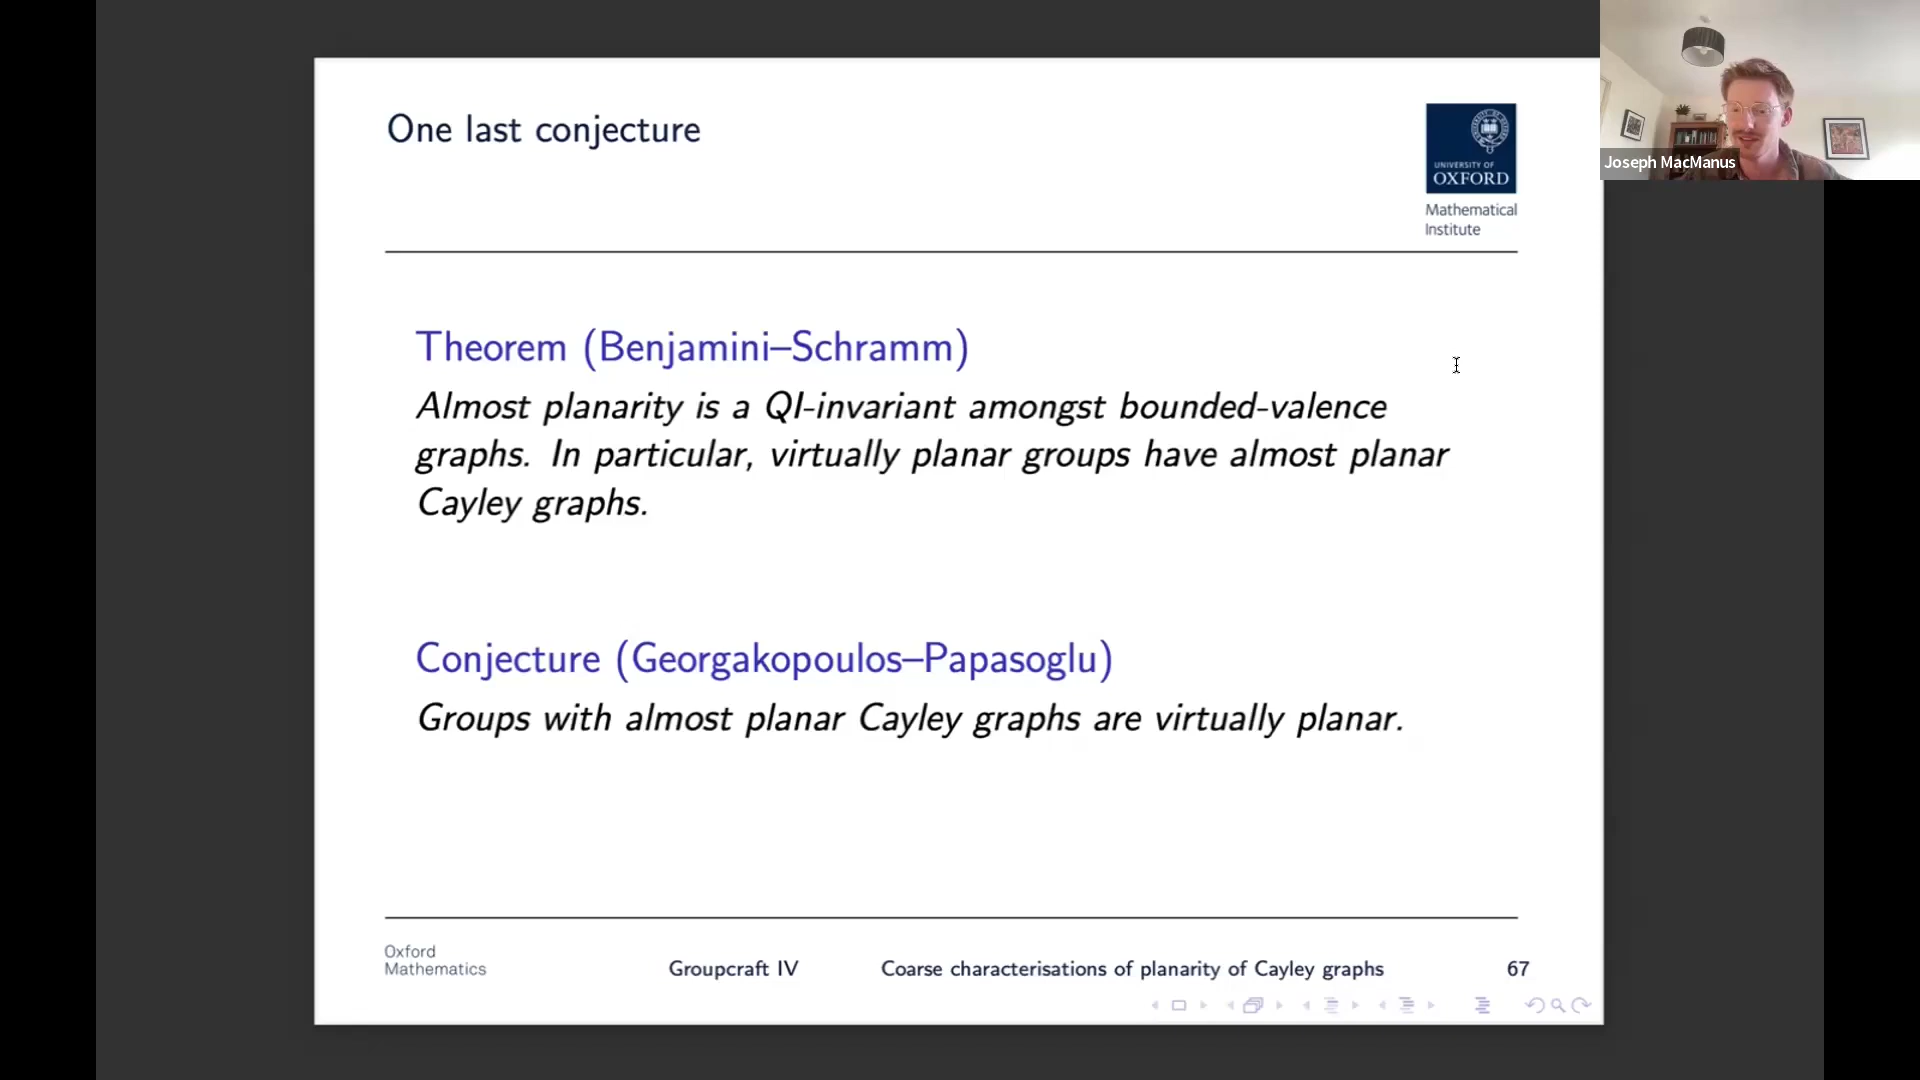 One last conjecture
UNIVERSITY OF
OXFORD
Mathematical
Institute
Joseph MacManus
Theorem (Benjamini–Schramm)
Almost planarity is a QI-invariant amongst bounded-valence
graphs. In particular, virtually planar groups have almost planar
Cayley graphs.
Conjecture (Georgakopoulos–Papasoglu)
Groups with almost planar Cayley graphs are virtually planar.
Oxford
Mathematics
Groupcraft IV
Coarse characterisations of planarity of Cayley graphs
67